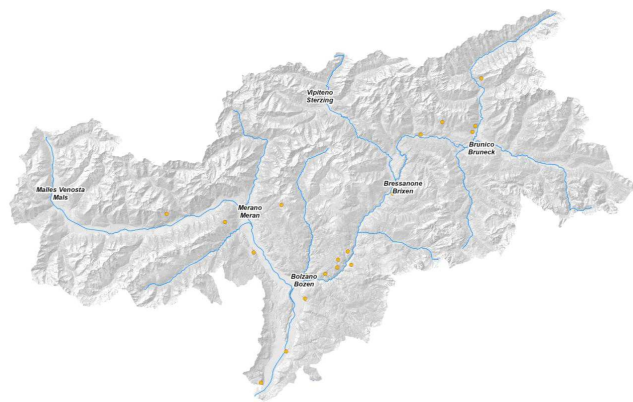 Vipiteno
Sterzing
Brunico
Bruneck
Malles Venosta
Mals
Bressanone
Brixen
Merano
Meran
Bolzano
Bozen